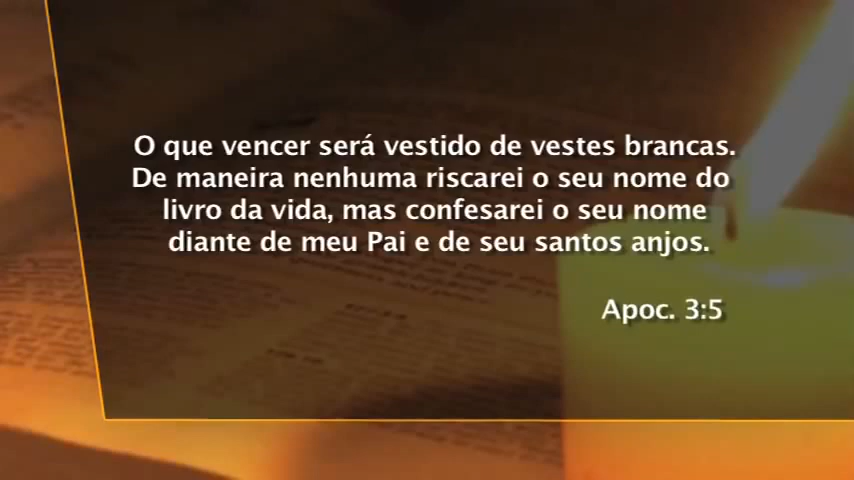 O que vencer será vestido de vestes brancas.
De maneira nenhuma riscarei o seu nome do
livro da vida, mas confesarei o seu nome
diante de meu Pai e de seu santos anjos.
Apoc. 3:5